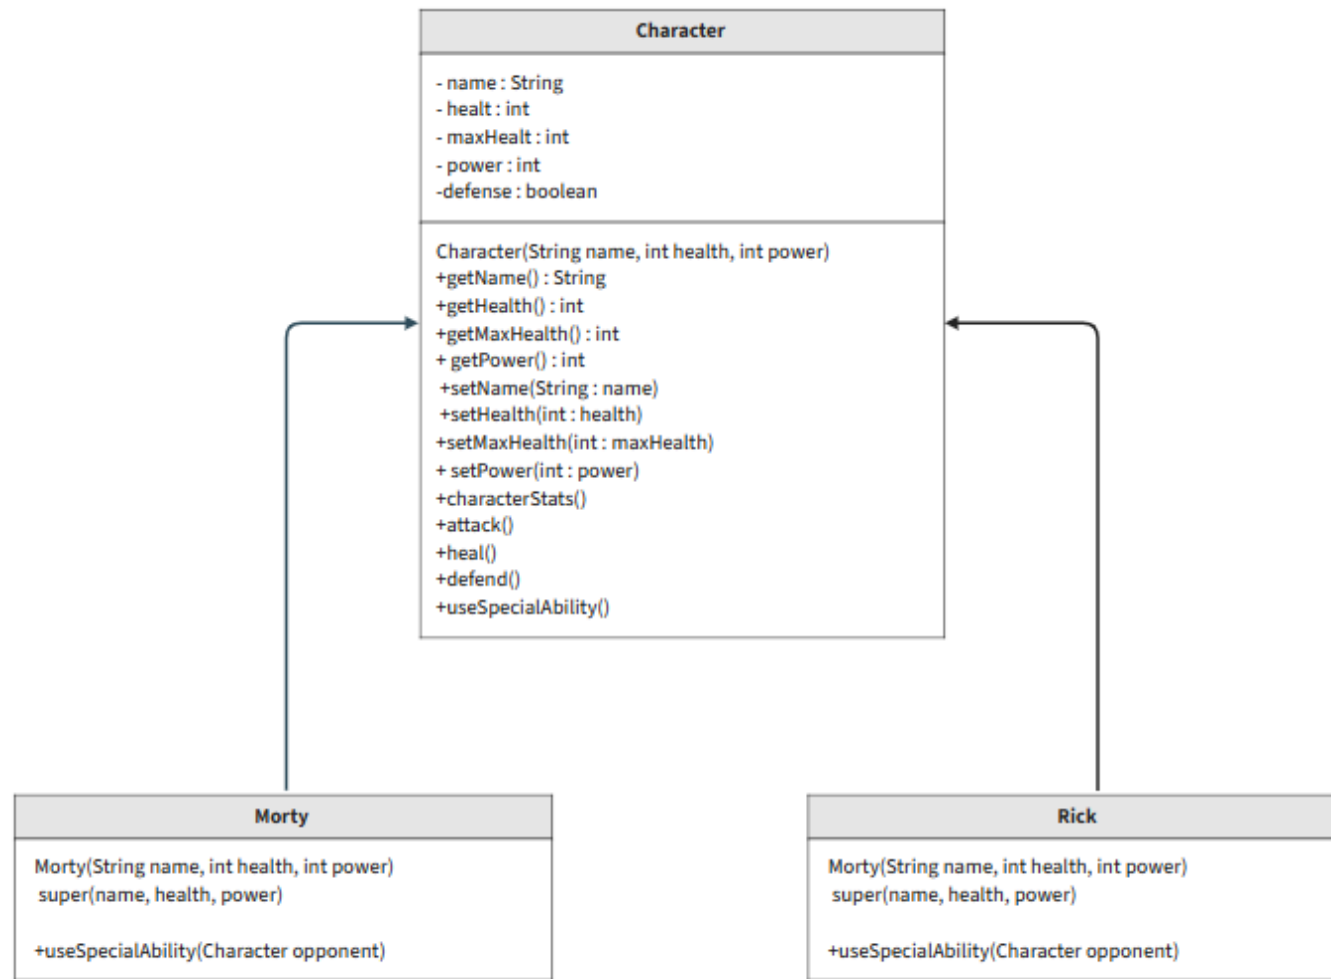 Character
- name : String
- healt : int
- maxHealt : int
- power : int
-defense : boolean
Character(String name, int health, int power)
+getName() : String
+getHealth() : int
+getMaxHealth() : int
+ getPower() : int
+setName(String : name)
+setHealth(int : health)
+setMaxHealth(int : maxHealth)
+ setPower(int : power)
+characterStats()
+attack()
+heal()
+defend()
+useSpecialAbility()
Morty
Morty(String name, int health, int power)
super(name, health, power)
+useSpecialAbility(Character opponent)
Rick
Morty(String name, int health, int power)
super(name, health, power)
+useSpecialAbility(Character opponent)